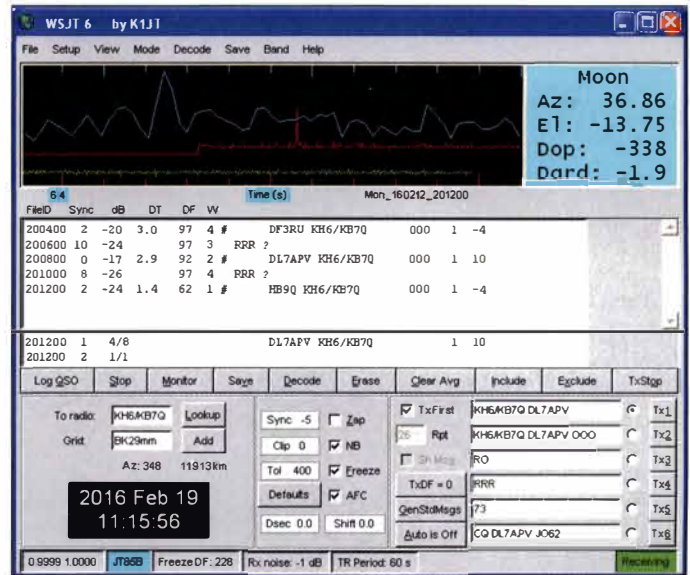 WSJT 6 by K1JT
File Setup View Mode Decode Save Band Help
Moon
Az: 36.86
El: -13.75
Dop: -338
Dgrd: -1.9
6 4 Time (s) Mon_160212_201200
FileID Sync dB DT DF W
200400 2 -20 3.0 97 4 # DF3RU KH6/KB7Q 000 1 -4
200600 10 -24 97 3 RRR ?
200800 0 -17 2.9 92 2 # DL7APV KH6/KB7Q 000 1 10
201000 8 -26 97 4 RRR ?
201200 2 -24 1.4 62 1 # HB9Q KH6/KB7Q 000 1 -4
201200 1 4/8 DL7APV KH6/KB7Q 1 10
201200 2 1/1
Log QSO Stop Monitor Save Decode Erase Clear Avg Include Exclude TxStop
To radio: KH6/KB7Q Lookup
Grid: BK29mm Add
Az: 348 11913 km
2016 Feb 19
11:15:56
Sync -5 Zap
Clip 0 NB
Tol 400 Freeze
Defaults AFC
Dsec 0.0 Shift 0.0
TxFirst KH6/KB7Q DL7APV Tx1
26 Rpt KH6/KB7Q DL7APV OOO Tx2
Sh Msg RO Tx3
TxDF = 0 RRR Tx4
GenStdMsgs 73 Tx5
Auto is Off CQ DL7APV JO62 Tx6
0.9999 1.0000 JT65B Freeze DF: 228 Rx noise: -1 dB TR Period: 60 s Receiving